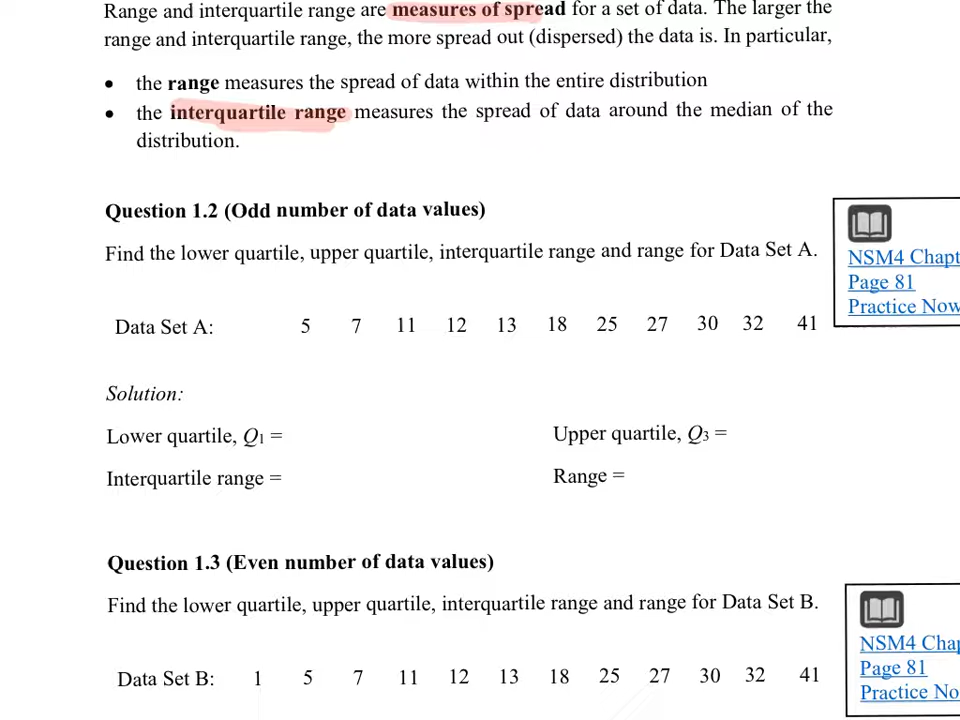 Range and interquartile range are measures of spread for a set of data. The larger the
range and interquartile range, the more spread out (dispersed) the data is. In particular,
• the range measures the spread of data within the entire distribution
• the interquartile range measures the spread of data around the median of the
distribution.
Question 1.2 (Odd number of data values)
Find the lower quartile, upper quartile, interquartile range and range for Data Set A.
NSM4 Chapt
Page 81
Practice Now
Data Set A: 5 7 11 12 13 18 25 27 30 32 41
Solution:
Lower quartile, Q1 = Upper quartile, Q3 =
Interquartile range = Range =
Question 1.3 (Even number of data values)
Find the lower quartile, upper quartile, interquartile range and range for Data Set B.
NSM4 Chap
Page 81
Practice No
Data Set B: 1 5 7 11 12 13 18 25 27 30 32 41